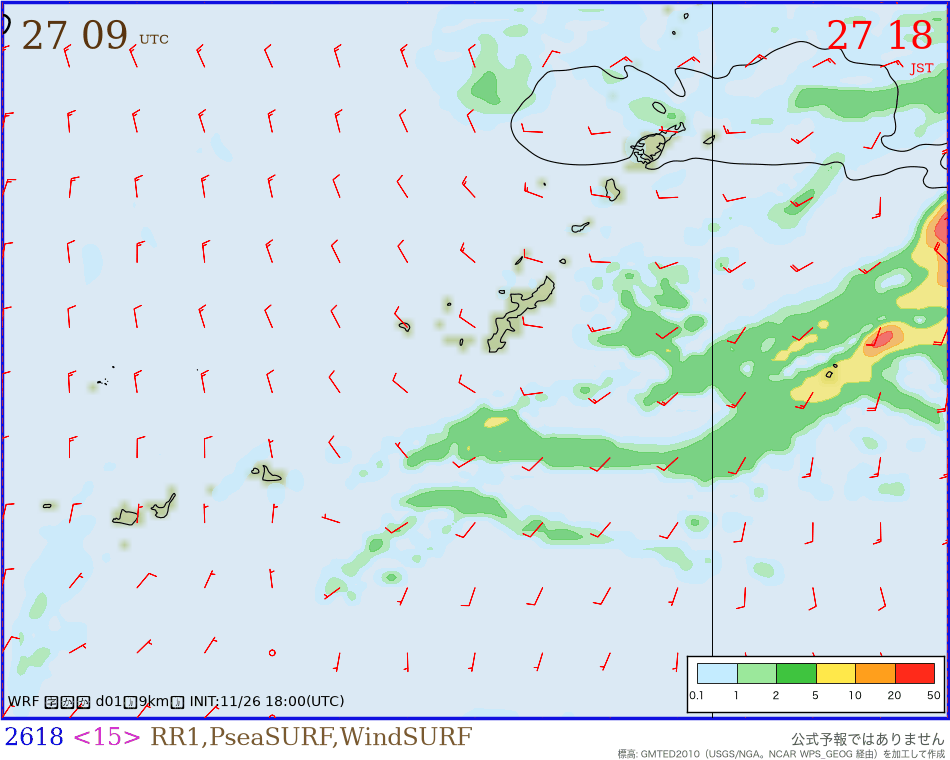 27 09 UTC
27 18
JST
0.1 1 2 5 10 20 50
WRF d01 9km INIT:11/26 18:00(UTC)
2618 <15> RR1,PseaSURF,WindSURF
公式予報ではありません
標高: GMTED2010（USGS/NGA。NCAR WPS_GEOG 経由）を加工して作成